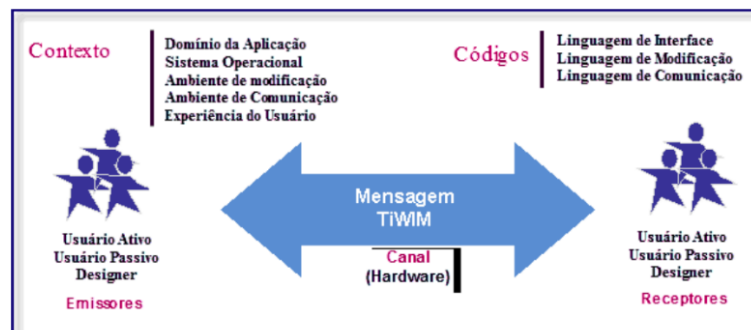 Contexto
Domínio da Aplicação
Sistema Operacional
Ambiente de modificação
Ambiente de Comunicação
Experiência do Usuário
Códigos
Linguagem de Interface
Linguagem de Modificação
Linguagem de Comunicação
Mensagem
TiWIM
Canal
(Hardware)
Usuário Ativo
Usuário Passivo
Designer
Emissores
Usuário Ativo
Usuário Passivo
Designer
Receptores